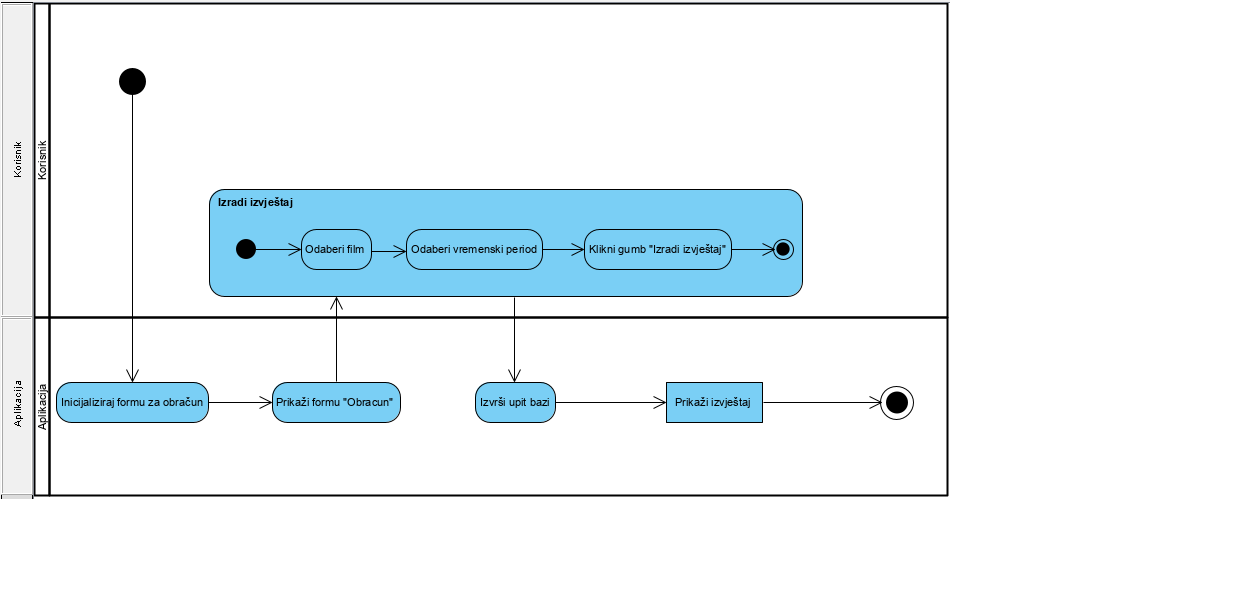 Korisnik
Korisnik
Izradi izvještaj
Odaberi film
Odaberi vremenski period
Klikni gumb "Izradi izvještaj"
Aplikacija
Aplikacija
Inicijaliziraj formu za obračun
Prikaži formu "Obracun"
Izvrši upit bazi
Prikaži izvještaj